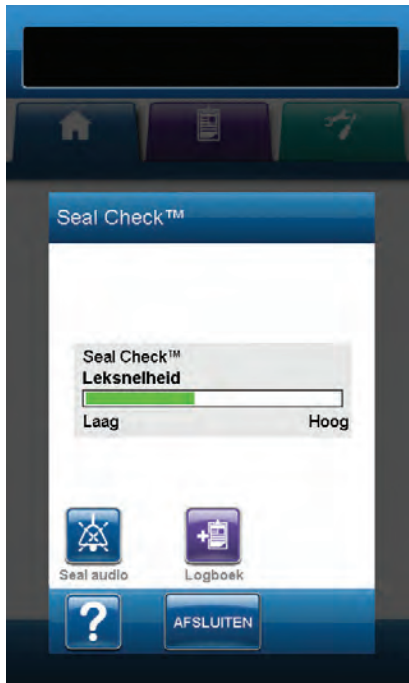 Seal Check™
Seal Check™
Leksnelheid
Laag Hoog
Seal audio Logboek
? AFSLUITEN